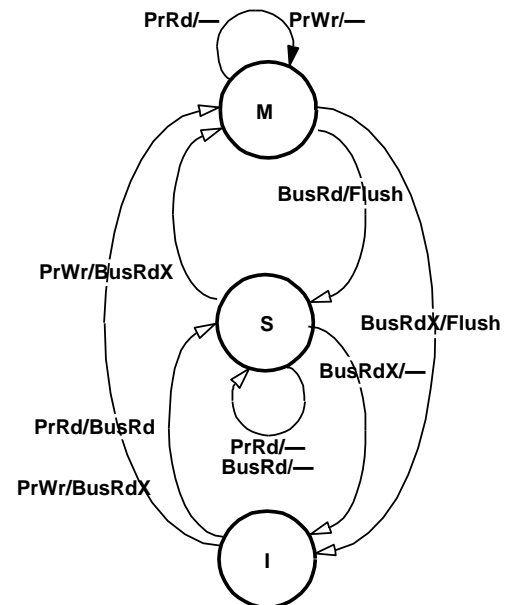 PrRd/— PrWr/—
M
BusRd/Flush
PrWr/BusRdX
S
BusRdX/Flush
BusRdX/—
PrRd/BusRd
PrRd/—
BusRd/—
PrWr/BusRdX
I